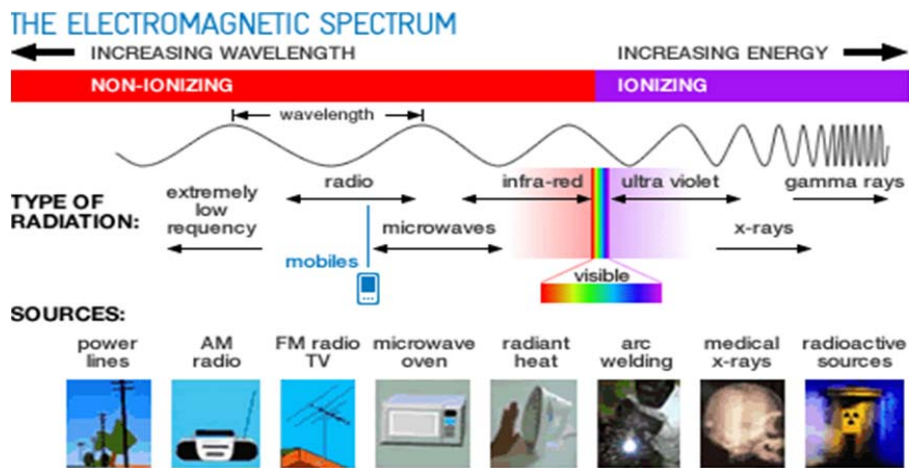 THE ELECTROMAGNETIC SPECTRUM
INCREASING WAVELENGTH
INCREASING ENERGY
NON-IONIZING
IONIZING
wavelength
TYPE OF
RADIATION:
extremely
low
requency
radio
infra-red
ultra violet
gamma rays
mobiles
microwaves
x-rays
visible
SOURCES:
power
lines
AM
radio
FM radio
TV
microwave
oven
radiant
heat
arc
welding
medical
x-rays
radioactive
sources